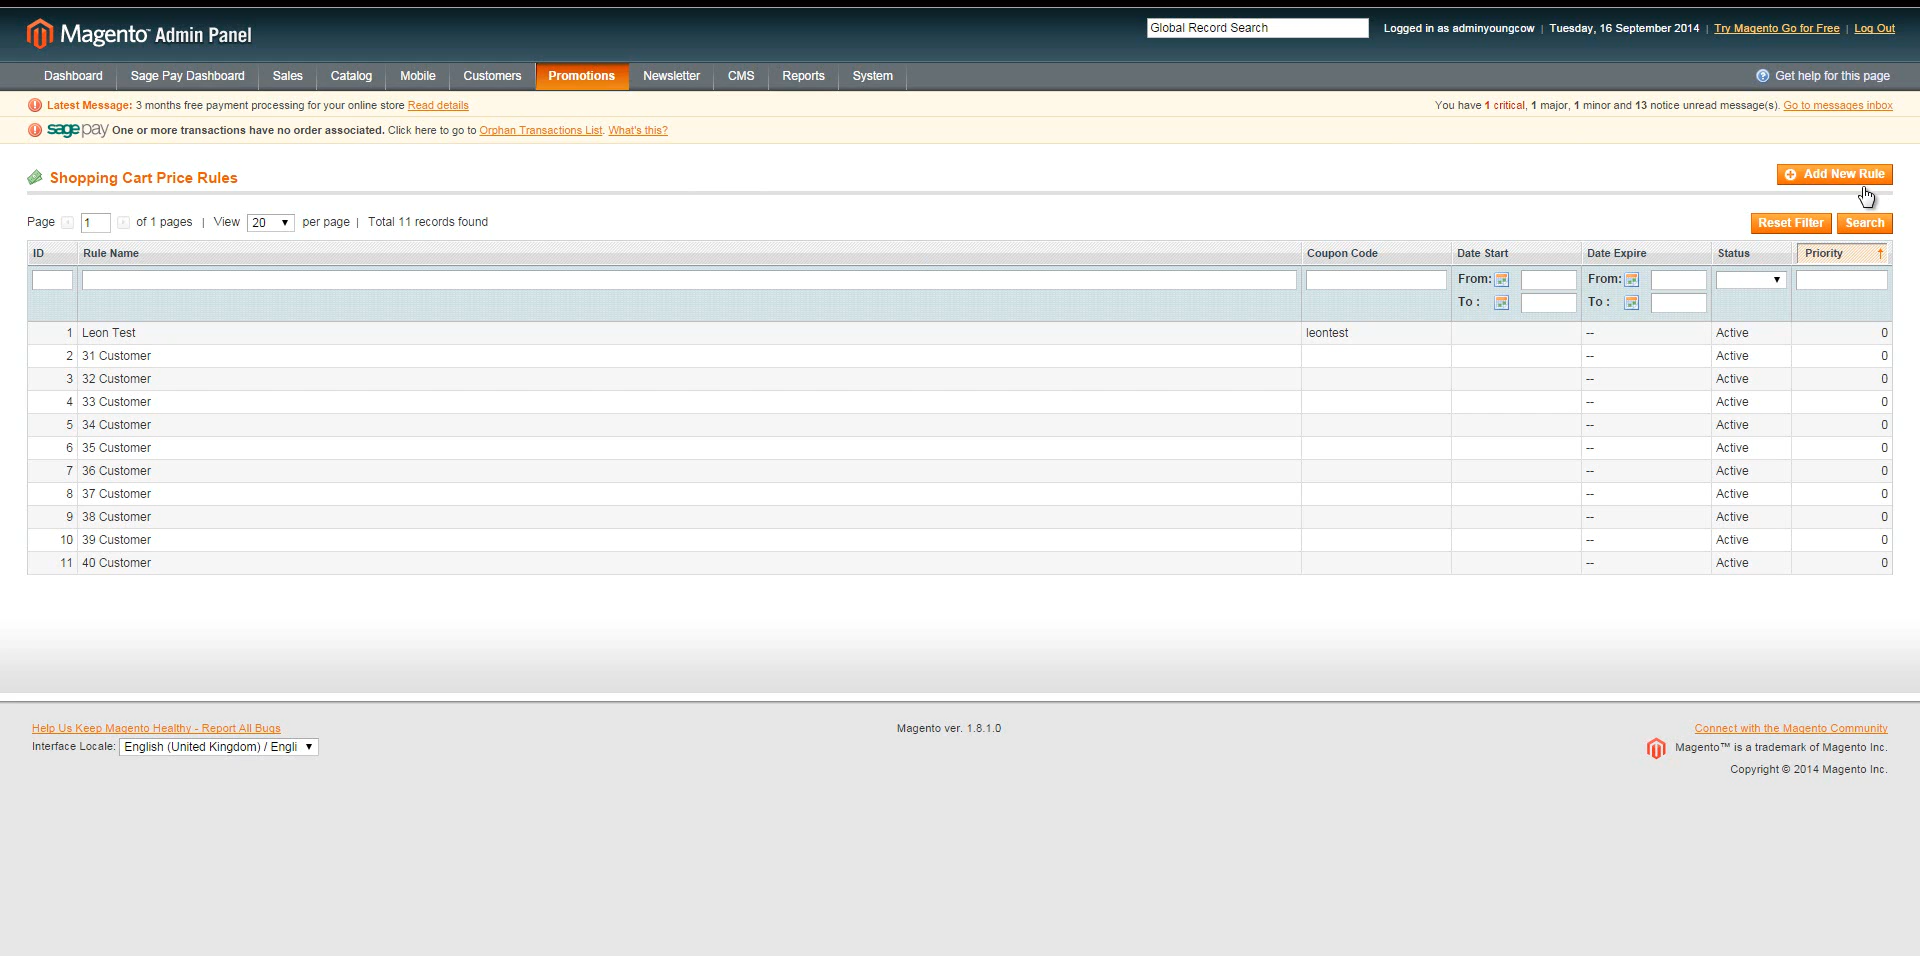 Magento™ Admin Panel
Global Record Search
Logged in as adminyoungcow | Tuesday, 16 September 2014 | Try Magento Go for Free | Log Out
Dashboard Sage Pay Dashboard Sales Catalog Mobile Customers Promotions Newsletter CMS Reports System Get help for this page
Latest Message: 3 months free payment processing for your online store Read details
You have 1 critical, 1 major, 1 minor and 13 notice unread message(s). Go to messages inbox
sage pay One or more transactions have no order associated. Click here to go to Orphan Transactions List. What's this?
Shopping Cart Price Rules
Add New Rule
Page 1 of 1 pages | View 20 per page | Total 11 records found
Reset Filter Search
ID Rule Name Coupon Code Date Start Date Expire Status Priority
From: From:
To : To :
1 Leon Test leontest -- Active 0
2 31 Customer -- Active 0
3 32 Customer -- Active 0
4 33 Customer -- Active 0
5 34 Customer -- Active 0
6 35 Customer -- Active 0
7 36 Customer -- Active 0
8 37 Customer -- Active 0
9 38 Customer -- Active 0
10 39 Customer -- Active 0
11 40 Customer -- Active 0
Help Us Keep Magento Healthy - Report All Bugs
Interface Locale: English (United Kingdom) / Engli
Magento ver. 1.8.1.0
Connect with the Magento Community
Magento™ is a trademark of Magento Inc.
Copyright © 2014 Magento Inc.